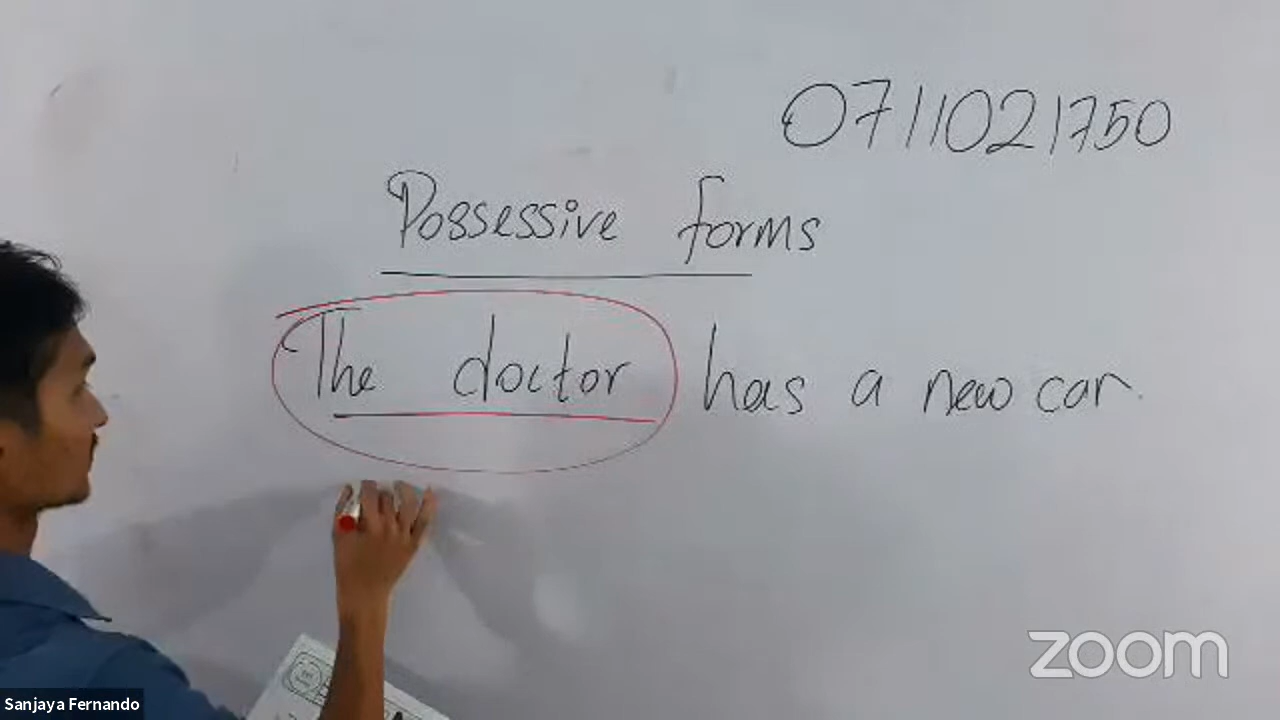 0711021750
Possessive forms
The doctor has a new car.
zoom
Sanjaya Fernando